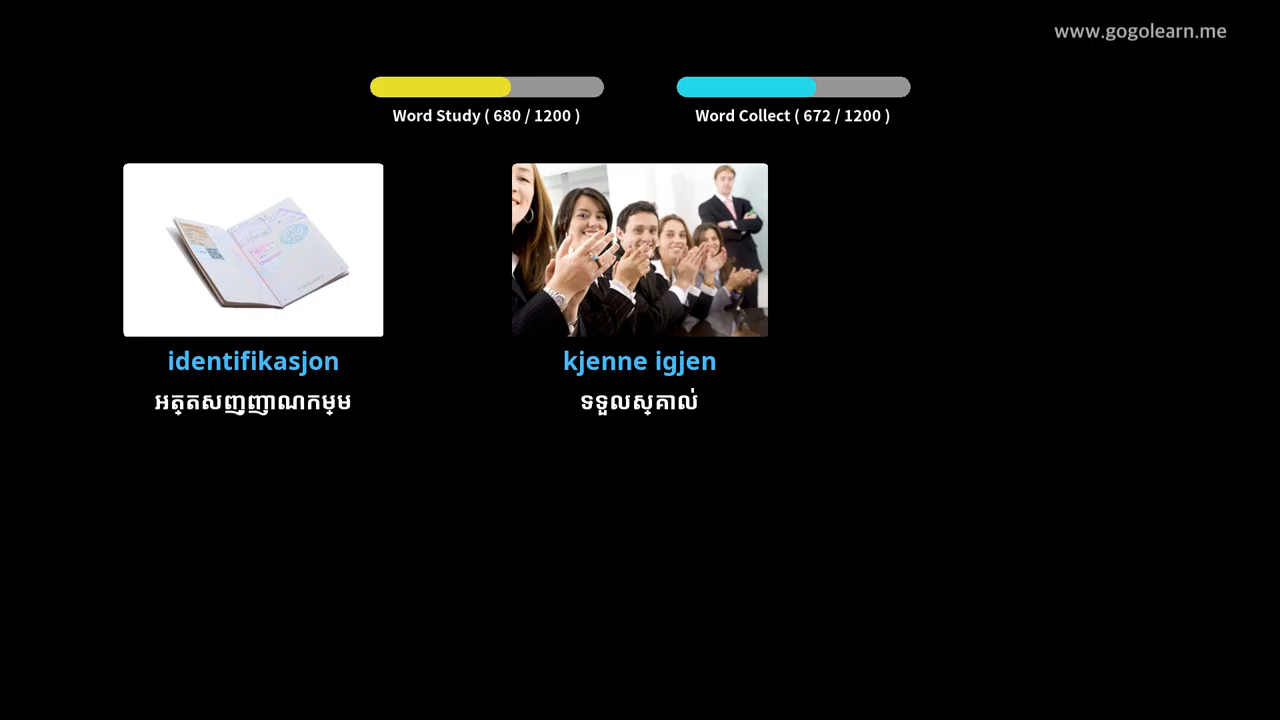 www.gogolearn.me
Word Study ( 680 / 1200 )
Word Collect ( 672 / 1200 )
identifikasjon
kjenne igjen
អត្តសញ្ញាណកម្ម
ទទួលស្គាល់